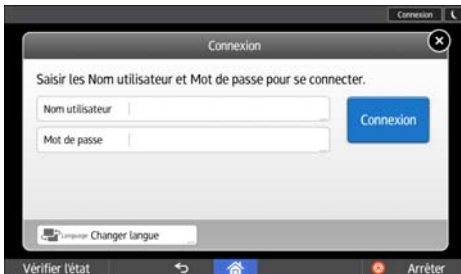 Connexion
Connexion
Saisir les Nom utilisateur et Mot de passe pour se connecter.
Nom utilisateur
Connexion
Mot de passe
Language Changer langue
Vérifier l'état
Arrêter